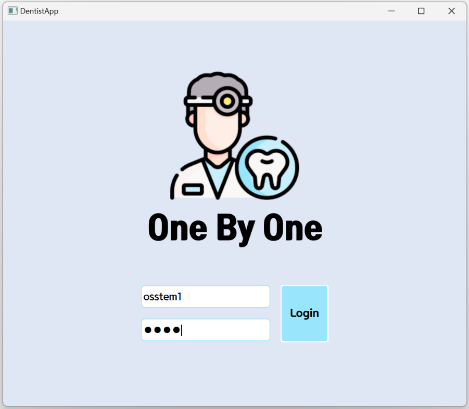 DentistApp
One By One
osstem1
●●●●
Login